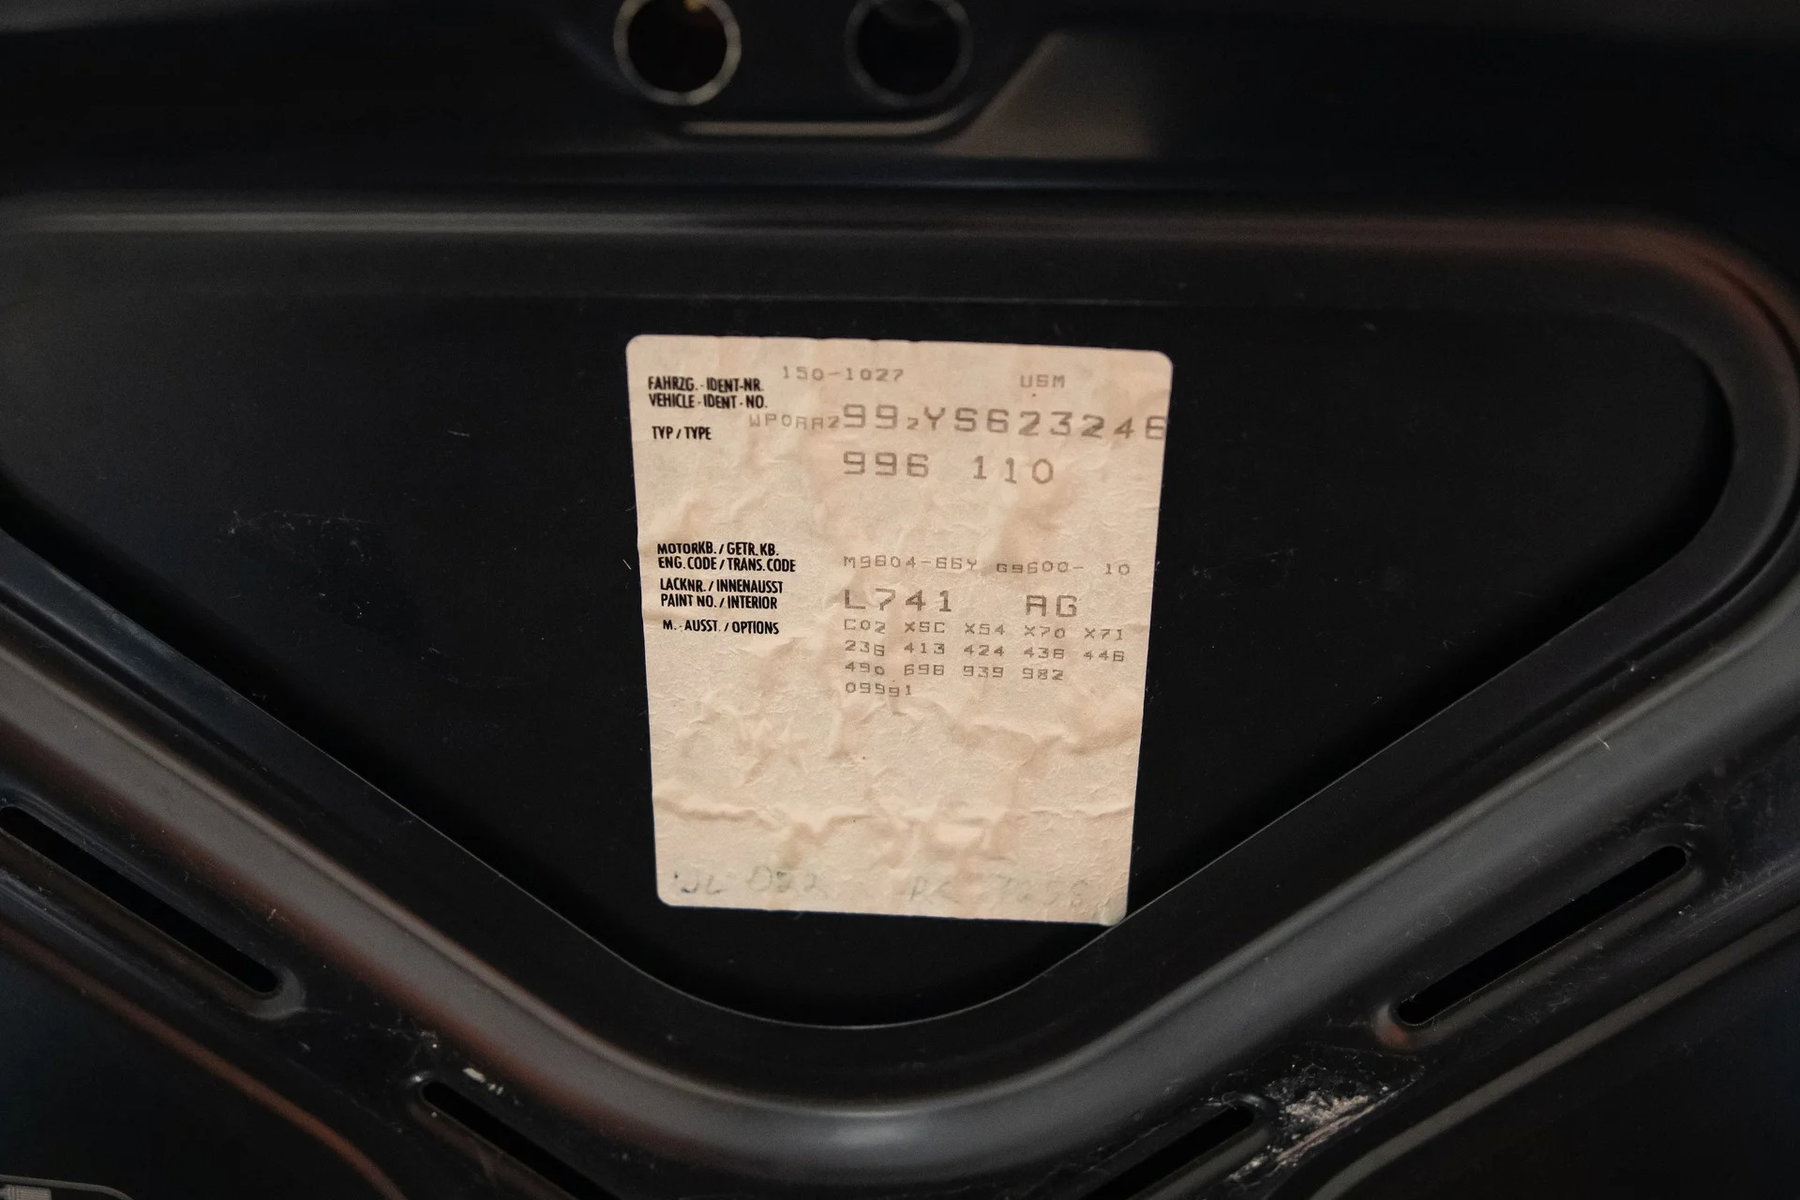 150-1027 USM
FAHRZG.-IDENT-NR.
VEHICLE-IDENT-NO.
WP0AA2992YS623246
TYP/TYPE
996 110
MOTORKB./GETR.KB.
ENG.CODE/TRANS.CODE
M9604-66Y G9600- 10
LACKNR./INNENAUSST
PAINT NO./INTERIOR
L741 AG
M.-AUSST./OPTIONS
C02 X5C X54 X70 X71
236 413 424 438 446
490 698 939 982
09991